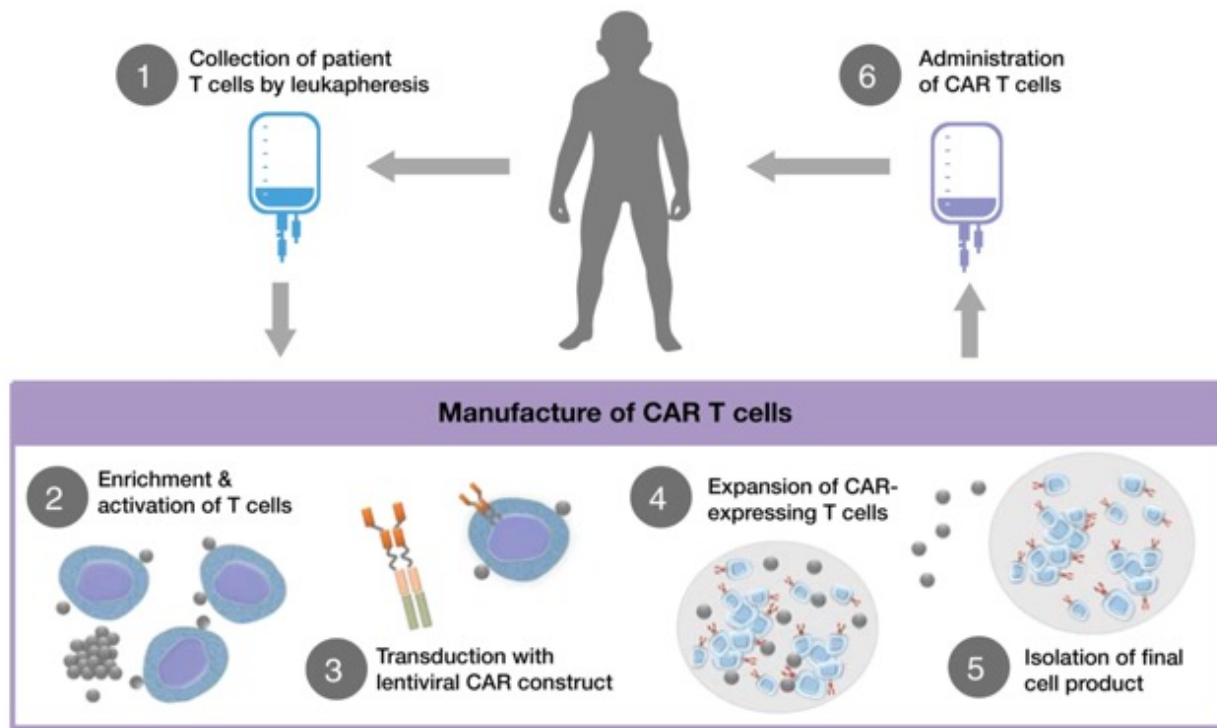 1
Collection of patient
T cells by leukapheresis
6
Administration
of CAR T cells
Manufacture of CAR T cells
2
Enrichment &
activation of T cells
3
Transduction with
lentiviral CAR construct
4
Expansion of CAR-
expressing T cells
5
Isolation of final
cell product